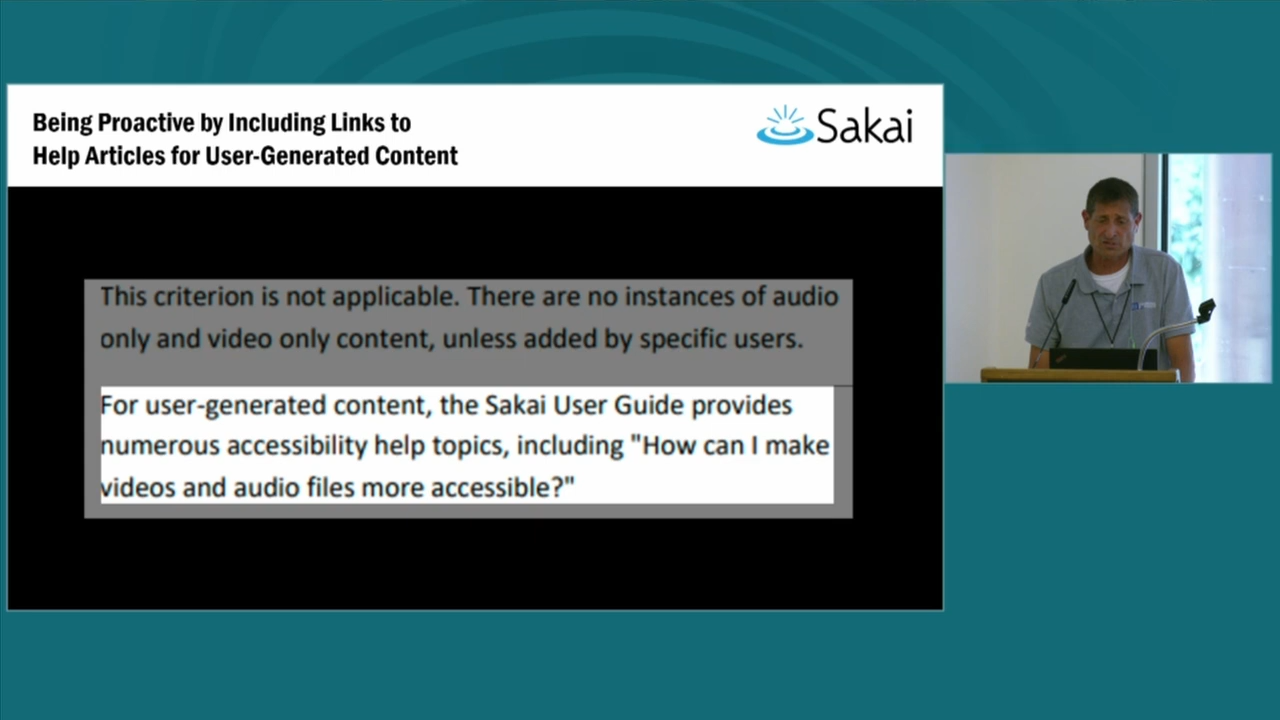 Being Proactive by Including Links to
Help Articles for User-Generated Content
Sakai
This criterion is not applicable. There are no instances of audio
only and video only content, unless added by specific users.
For user-generated content, the Sakai User Guide provides
numerous accessibility help topics, including "How can I make
videos and audio files more accessible?"